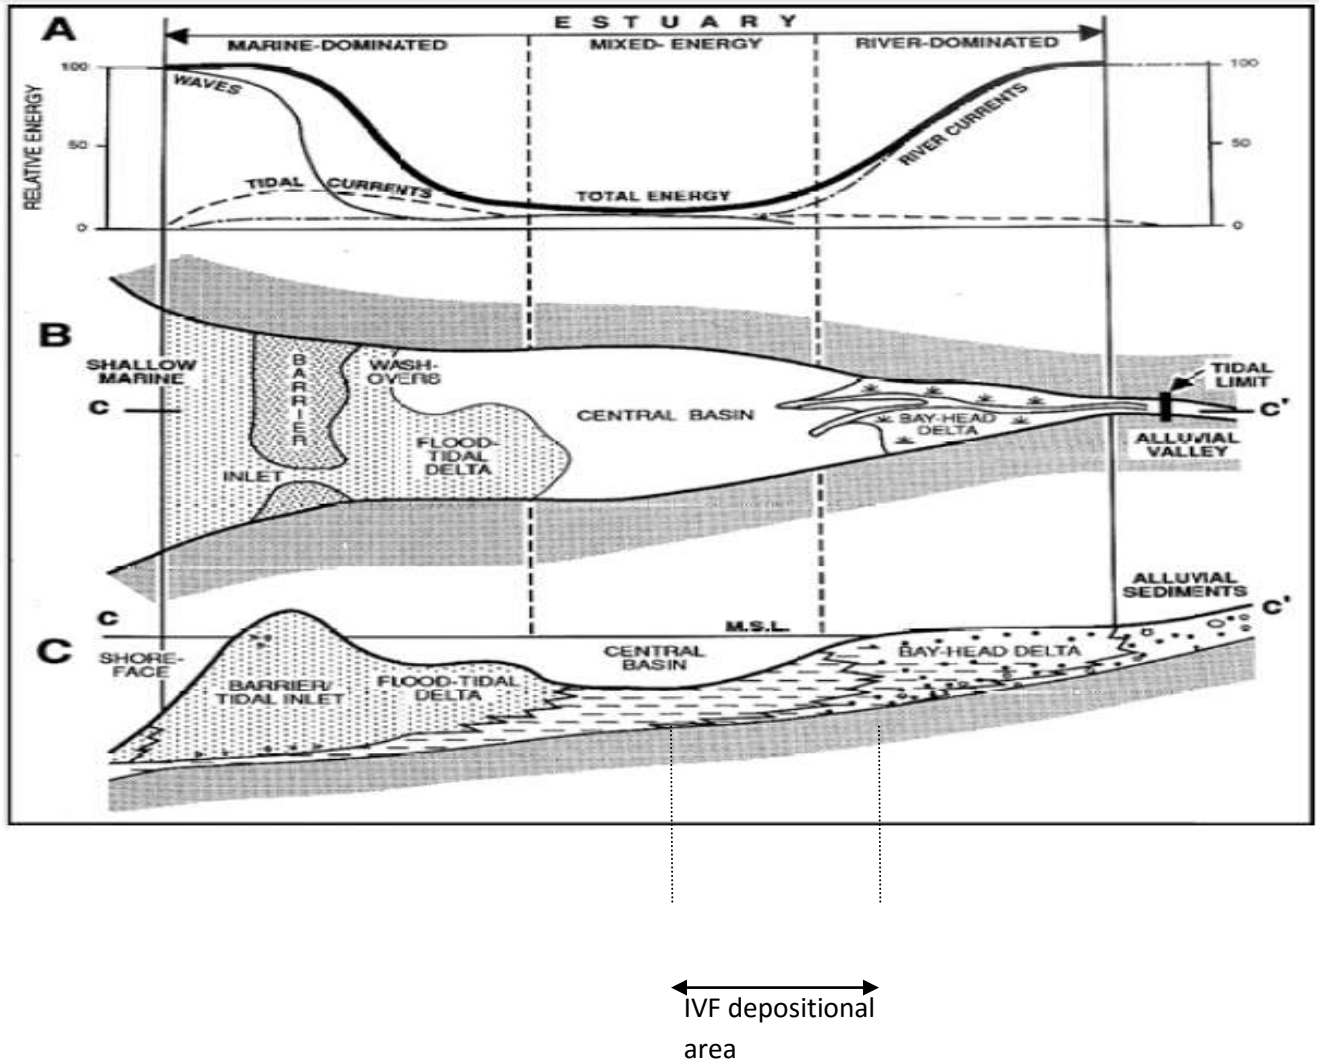 A
E S T U A R Y
MARINE-DOMINATED
MIXED- ENERGY
RIVER-DOMINATED
100
50
0
RELATIVE ENERGY
WAVES
TIDAL CURRENTS
TOTAL ENERGY
RIVER CURRENTS
100
50
0
B
SHALLOW
MARINE
C
BARRIER
WASH-
OVERS
FLOOD-
TIDAL
DELTA
INLET
CENTRAL BASIN
BAY-HEAD
DELTA
TIDAL
LIMIT
C'
ALLUVIAL
VALLEY
C
C
SHORE-
FACE
BARRIER/
TIDAL INLET
FLOOD-TIDAL
DELTA
CENTRAL
BASIN
M.S.L.
BAY-HEAD DELTA
ALLUVIAL
SEDIMENTS
C'
IVF depositional
area